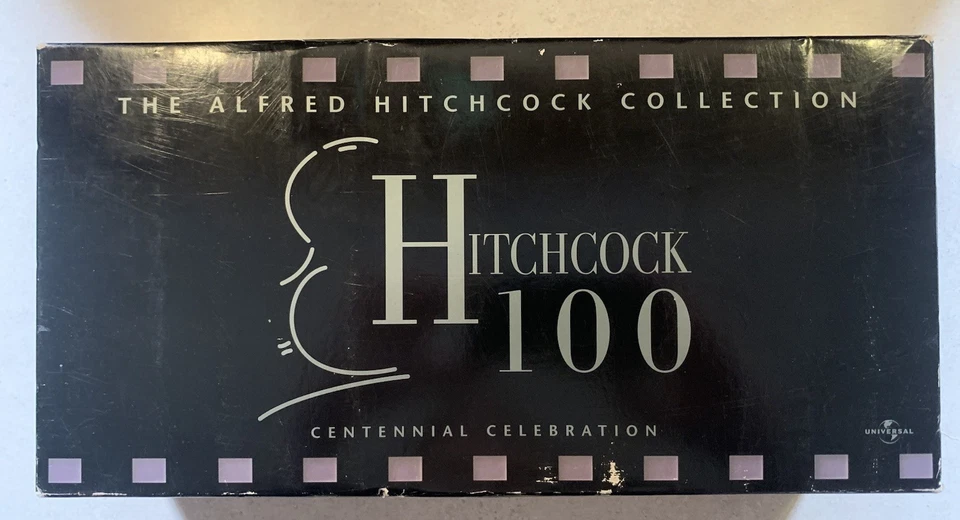 THE ALFRED HITCHCOCK COLLECTION
HITCHCOCK
100
CENTENNIAL CELEBRATION
UNIVERSAL